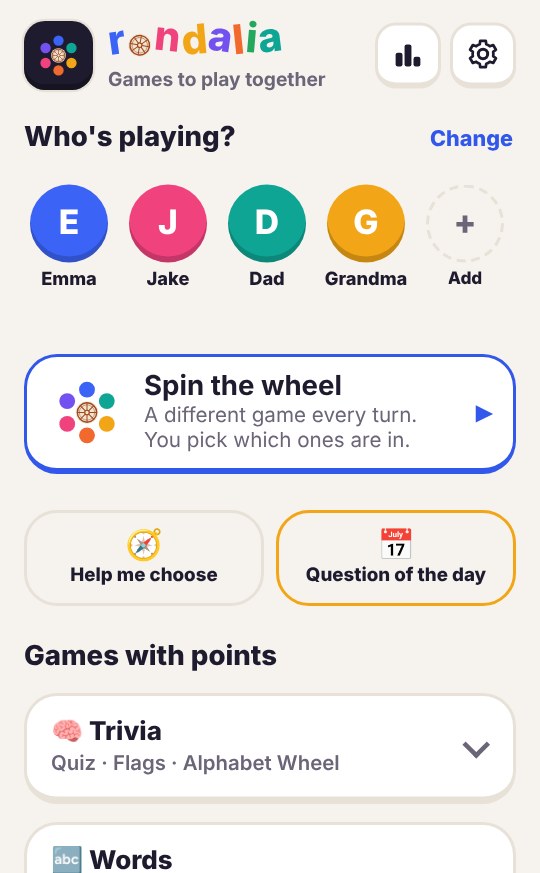 rondalia
Games to play together
Who's playing?
Change
E
J
D
G
+
Emma
Jake
Dad
Grandma
Add
Spin the wheel
A different game every turn.
You pick which ones are in.
July
17
Help me choose
Question of the day
Games with points
Trivia
Quiz · Flags · Alphabet Wheel
abc
Words